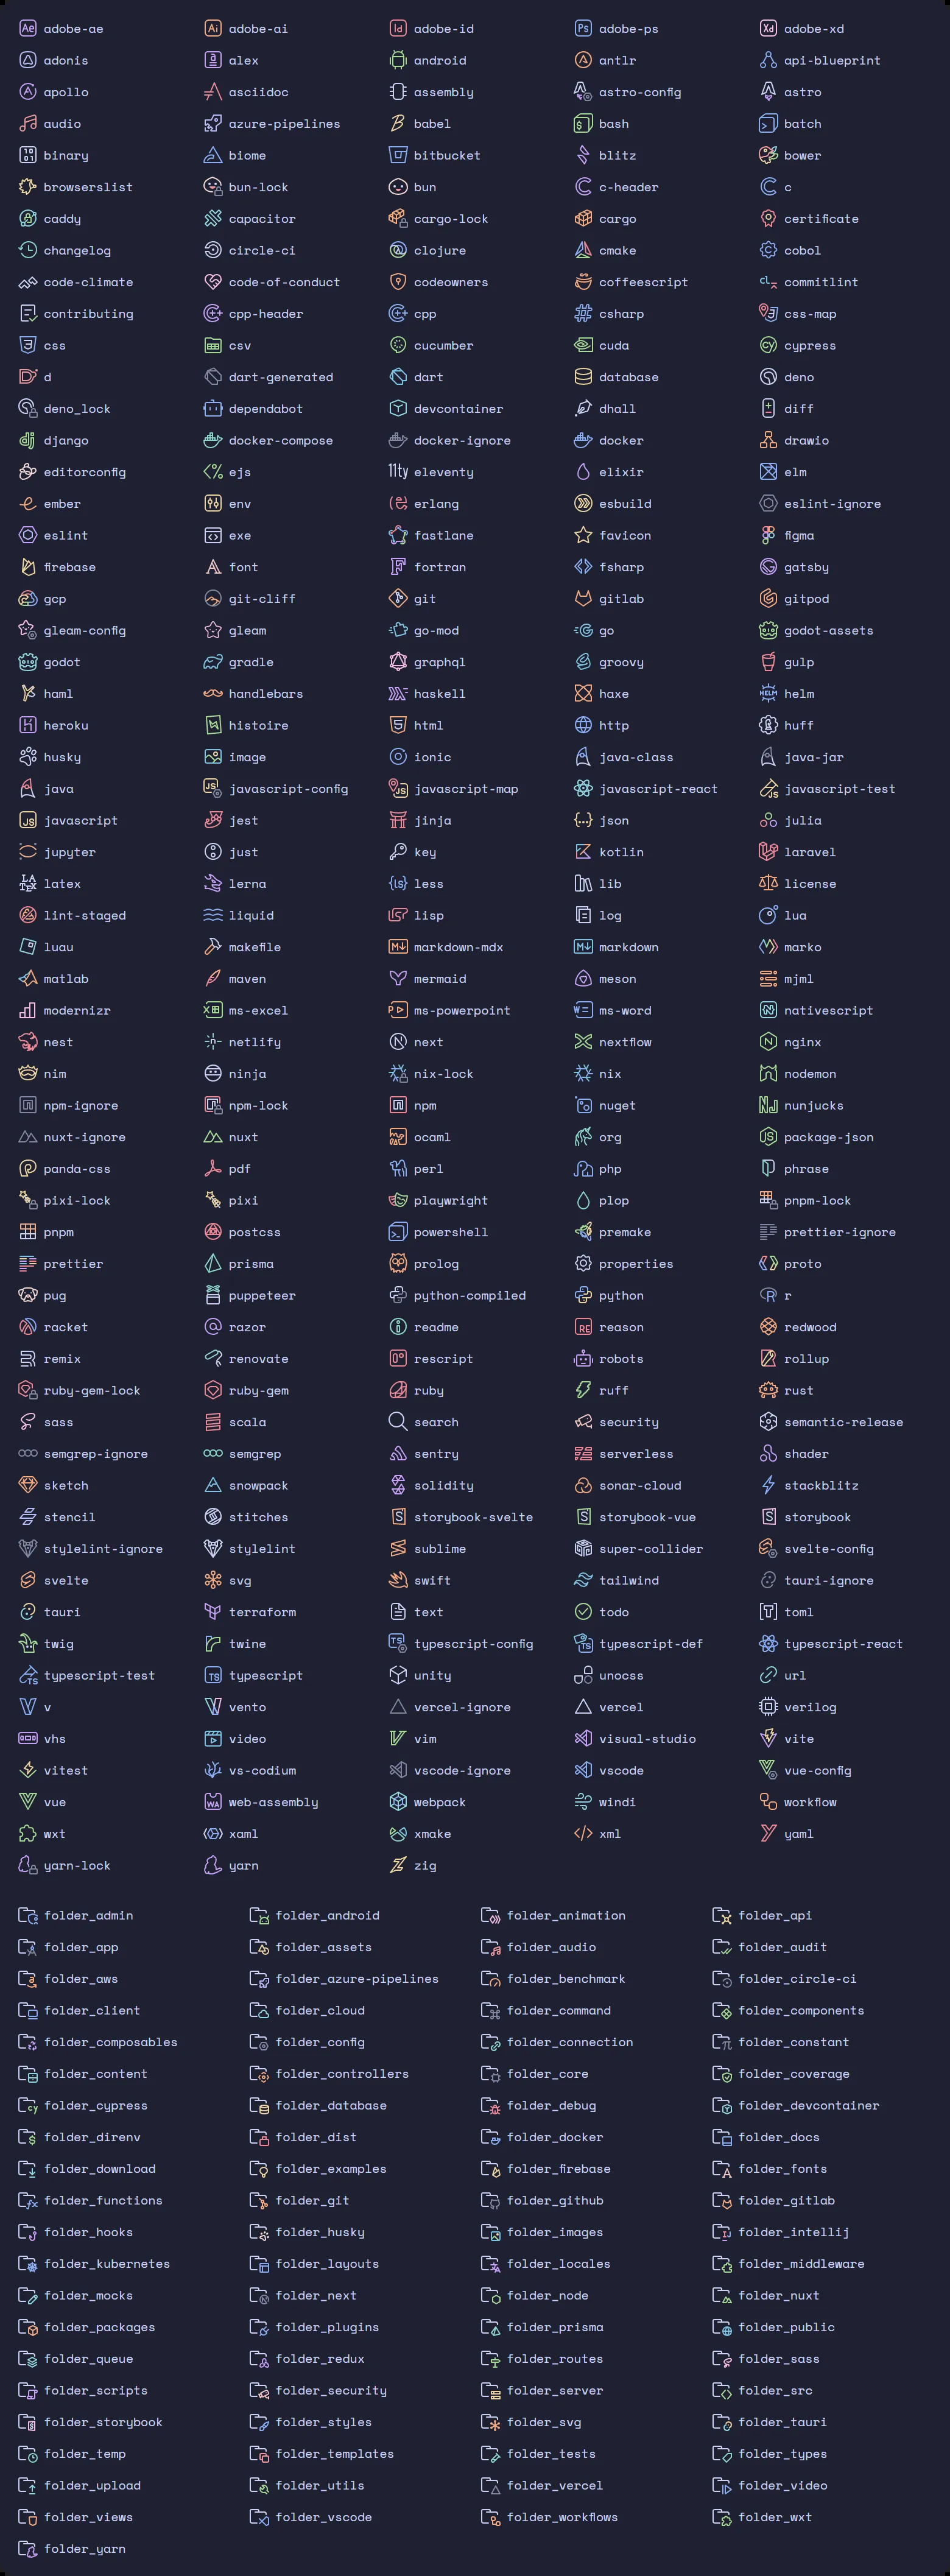 adobe-ae adobe-ai adobe-id adobe-ps adobe-xd
adonis alex android antlr api-blueprint
apollo asciidoc assembly astro-config astro
audio azure-pipelines babel bash batch
binary biome bitbucket blitz bower
browserslist bun-lock bun c-header c
caddy capacitor cargo-lock cargo certificate
changelog circle-ci clojure cmake cobol
code-climate code-of-conduct codeowners coffeescript commitlint
contributing cpp-header cpp csharp css-map
css csv cucumber cuda cypress
d dart-generated dart database deno
deno_lock dependabot devcontainer dhall diff
django docker-compose docker-ignore docker drawio
editorconfig ejs eleventy elixir elm
ember env erlang esbuild eslint-ignore
eslint exe fastlane favicon figma
firebase font fortran fsharp gatsby
gcp git-cliff git gitlab gitpod
gleam-config gleam go-mod go godot-assets
godot gradle graphql groovy gulp
haml handlebars haskell haxe helm
heroku histoire html http huff
husky image ionic java-class java-jar
java javascript-config javascript-map javascript-react javascript-test
javascript jest jinja json julia
jupyter just key kotlin laravel
latex lerna less lib license
lint-staged liquid lisp log lua
luau makefile markdown-mdx markdown marko
matlab maven mermaid meson mjml
modernizr ms-excel ms-powerpoint ms-word nativescript
nest netlify next nextflow nginx
nim ninja nix-lock nix nodemon
npm-ignore npm-lock npm nuget nunjucks
nuxt-ignore nuxt ocaml org package-json
panda-css pdf perl php phrase
pixi-lock pixi playwright plop pnpm-lock
pnpm postcss powershell premake prettier-ignore
prettier prisma prolog properties proto
pug puppeteer python-compiled python r
racket razor readme reason redwood
remix renovate rescript robots rollup
ruby-gem-lock ruby-gem ruby ruff rust
sass scala search security semantic-release
semgrep-ignore semgrep sentry serverless shader
sketch snowpack solidity sonar-cloud stackblitz
stencil stitches storybook-svelte storybook-vue storybook
stylelint-ignore stylelint sublime super-collider svelte-config
svelte svg swift tailwind tauri-ignore
tauri terraform text todo toml
twig twine typescript-config typescript-def typescript-react
typescript-test typescript unity unocss url
v vento vercel-ignore vercel verilog
vhs video vim visual-studio vite
vitest vs-codium vscode-ignore vscode vue-config
vue web-assembly webpack windi workflow
wxt xaml xmake xml yaml
yarn-lock yarn zig
folder_admin folder_android folder_animation folder_api
folder_app folder_assets folder_audio folder_audit
folder_aws folder_azure-pipelines folder_benchmark folder_circle-ci
folder_client folder_cloud folder_command folder_components
folder_composables folder_config folder_connection folder_constant
folder_content folder_controllers folder_core folder_coverage
folder_cypress folder_database folder_debug folder_devcontainer
folder_direnv folder_dist folder_docker folder_docs
folder_download folder_examples folder_firebase folder_fonts
folder_functions folder_git folder_github folder_gitlab
folder_hooks folder_husky folder_images folder_intellij
folder_kubernetes folder_layouts folder_locales folder_middleware
folder_mocks folder_next folder_node folder_nuxt
folder_packages folder_plugins folder_prisma folder_public
folder_queue folder_redux folder_routes folder_sass
folder_scripts folder_security folder_server folder_src
folder_storybook folder_styles folder_svg folder_tauri
folder_temp folder_templates folder_tests folder_types
folder_upload folder_utils folder_vercel folder_video
folder_views folder_vscode folder_workflows folder_wxt
folder_yarn